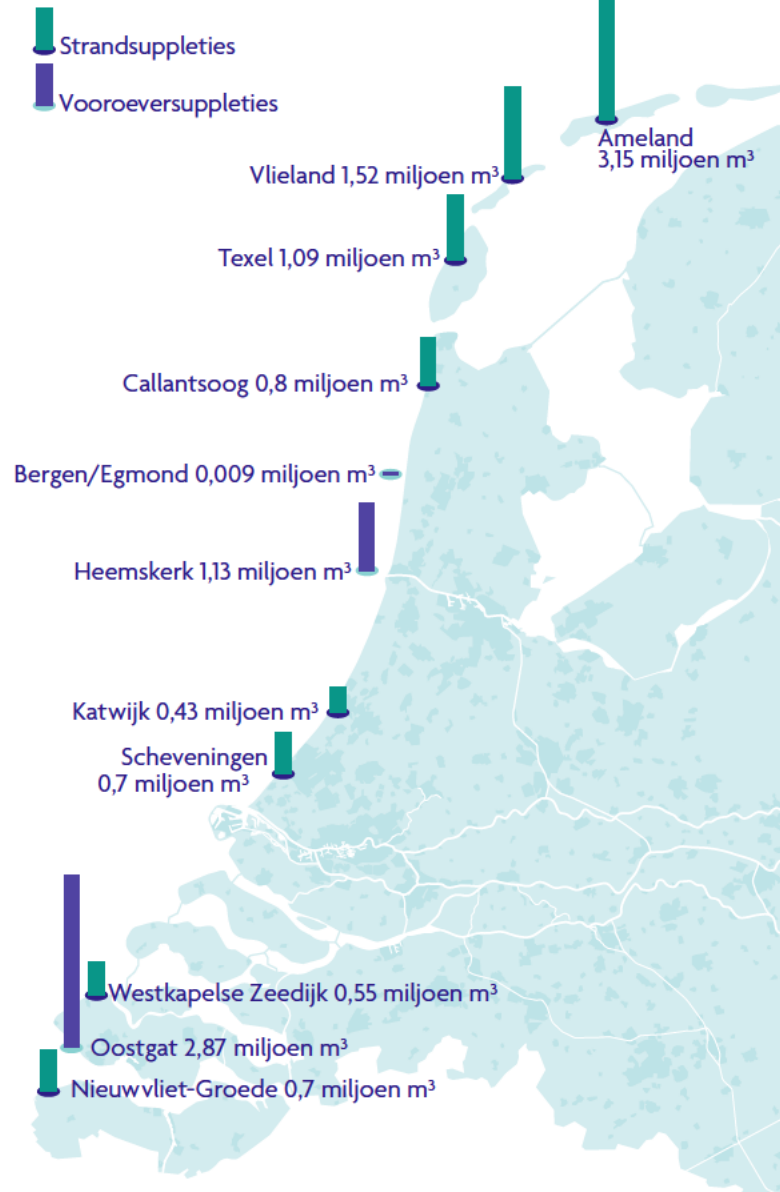 Strandsuppleties
Vooroeversuppleties
Ameland
3,15 miljoen m³
Vlieland 1,52 miljoen m³
Texel 1,09 miljoen m³
Callantsoog 0,8 miljoen m³
Bergen/Egmond 0,009 miljoen m³
Heemskerk 1,13 miljoen m³
Katwijk 0,43 miljoen m³
Scheveningen
0,7 miljoen m³
Westkapelse Zeedijk 0,55 miljoen m³
Oostgat 2,87 miljoen m³
Nieuwvliet-Groede 0,7 miljoen m³